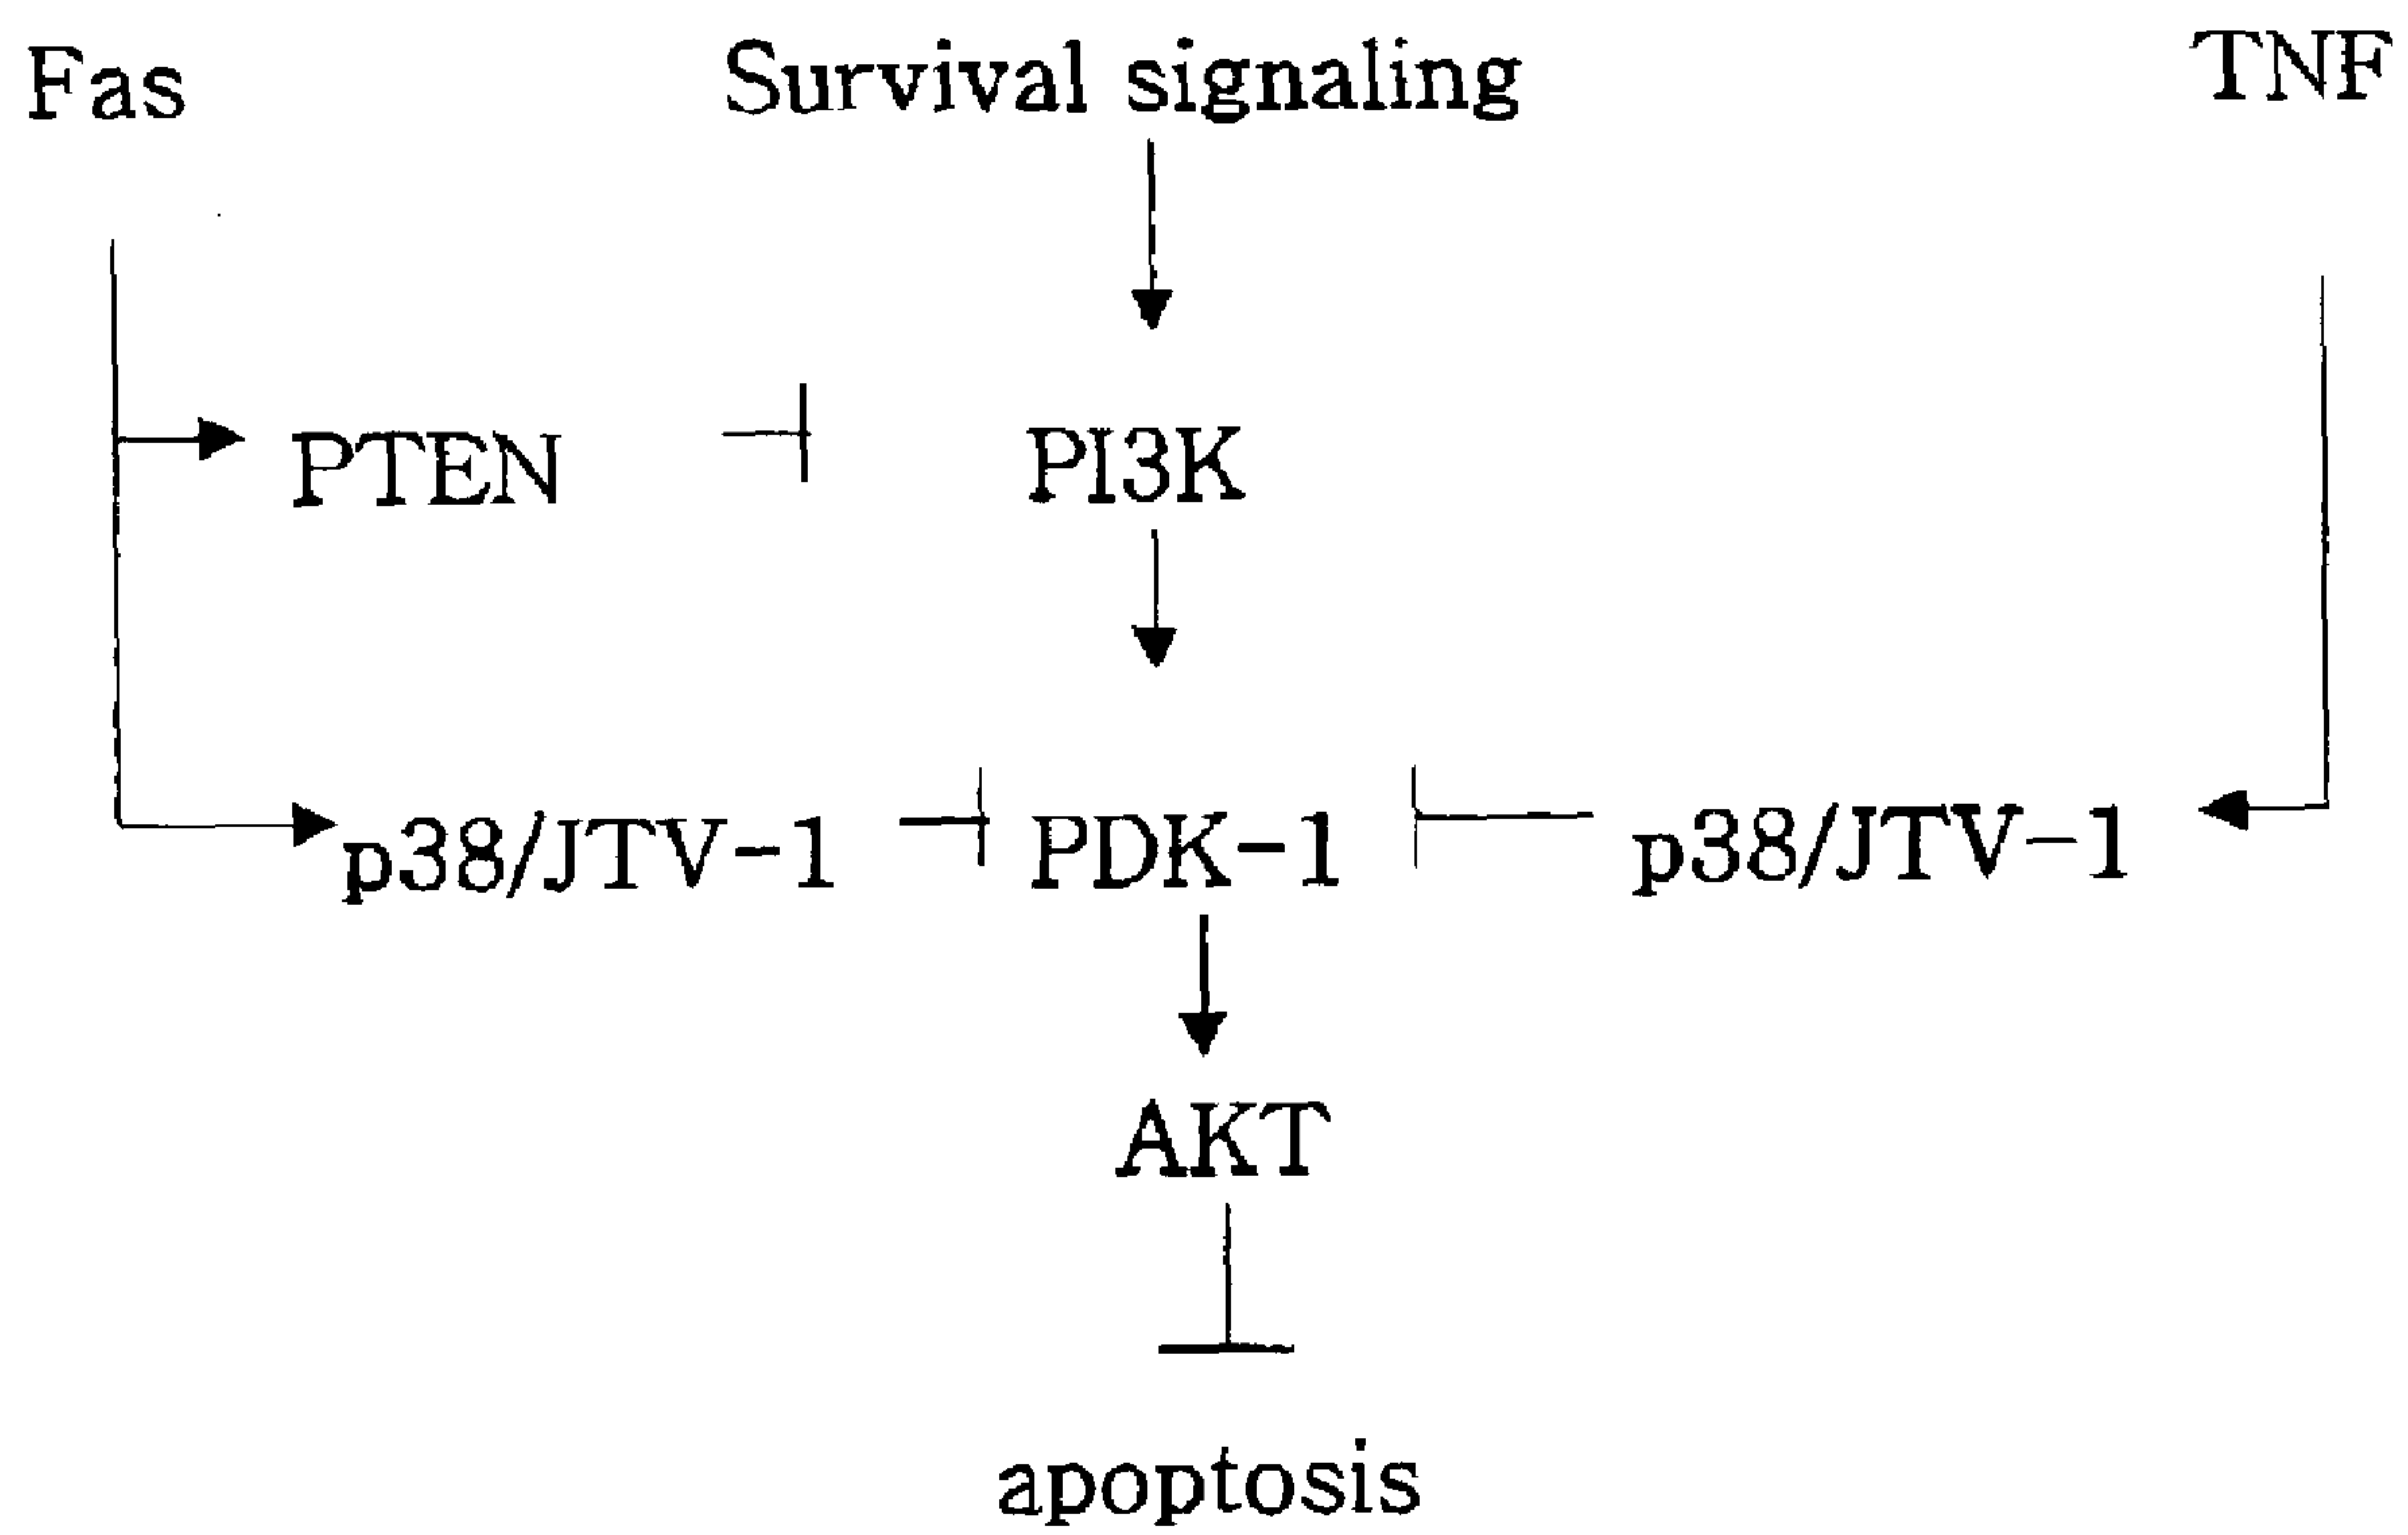 Fas
Survival signaling
TNF
PTEN
PI3K
p38/JTV-1
PDK-1
p38/JTV-1
AKT
apoptosis